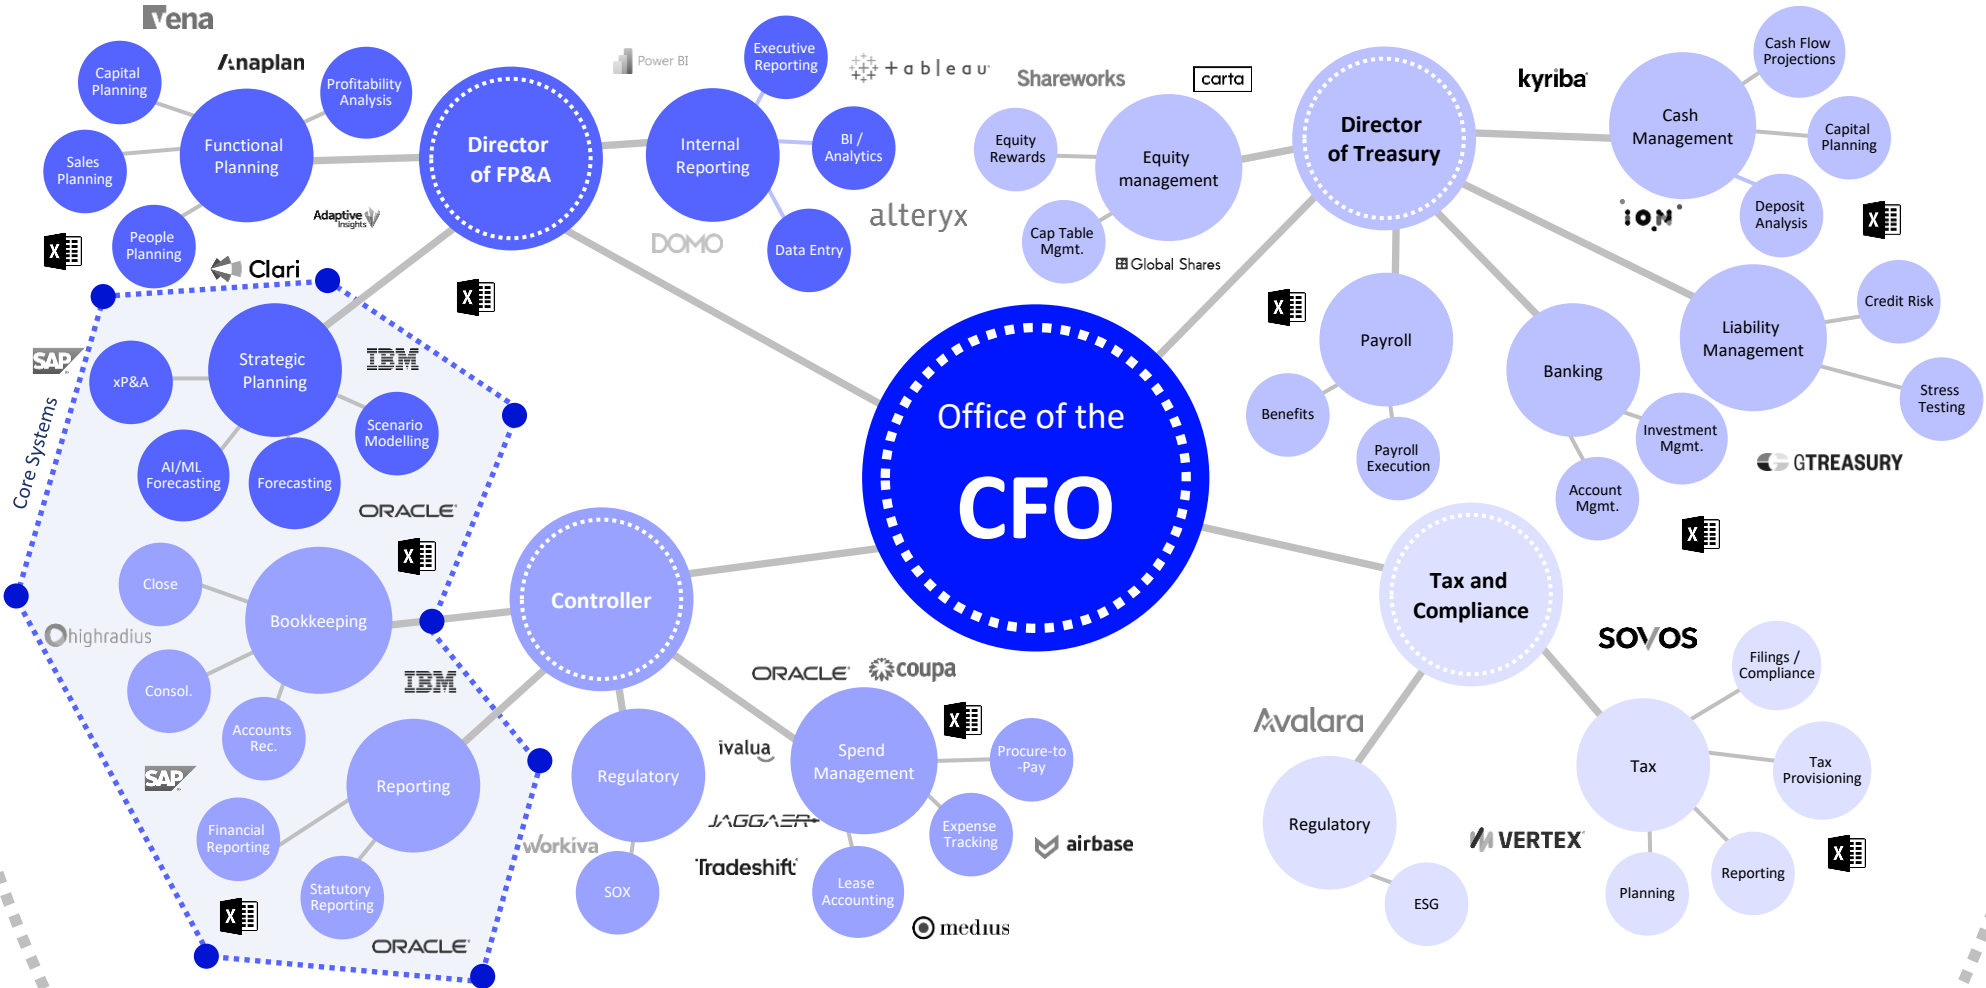 Vena
Capital
Planning
Anaplan
Profitability
Analysis
Functional
Planning
Sales
Planning
People
Planning
Adaptive
Insights
X
Clari
Director
of FP&A
Power BI
Executive
Reporting
+ableau
Internal
Reporting
BI /
Analytics
alteryx
DOMO
Data Entry
X
Shareworks
carta
Equity
Rewards
Equity
management
Cap Table
Mgmt.
Global Shares
Director
of Treasury
kyriba
Cash Flow
Projections
Cash
Management
Capital
Planning
ION
Deposit
Analysis
X
Credit Risk
Liability
Management
Stress
Testing
X
Payroll
Benefits
Payroll
Execution
Banking
Investment
Mgmt.
Account
Mgmt.
GTREASURY
X
Office of the
CFO
Core Systems
SAP
xP&A
Strategic
Planning
IBM
Scenario
Modelling
AI/ML
Forecasting
Forecasting
ORACLE
X
Close
Bookkeeping
highradius
Consol.
Accounts
Rec.
IBM
SAP
Reporting
Financial
Reporting
Statutory
Reporting
X
ORACLE
Controller
Regulatory
workiva
SOX
ORACLE
coupa
X
ivalua
Spend
Management
Procure-to
-Pay
JAGGAER
Expense
Tracking
airbase
Tradeshift
Lease
Accounting
medius
Tax and
Compliance
SOVOS
Filings /
Compliance
Avalara
Tax
Tax
Provisioning
Regulatory
VERTEX
X
Reporting
Planning
ESG